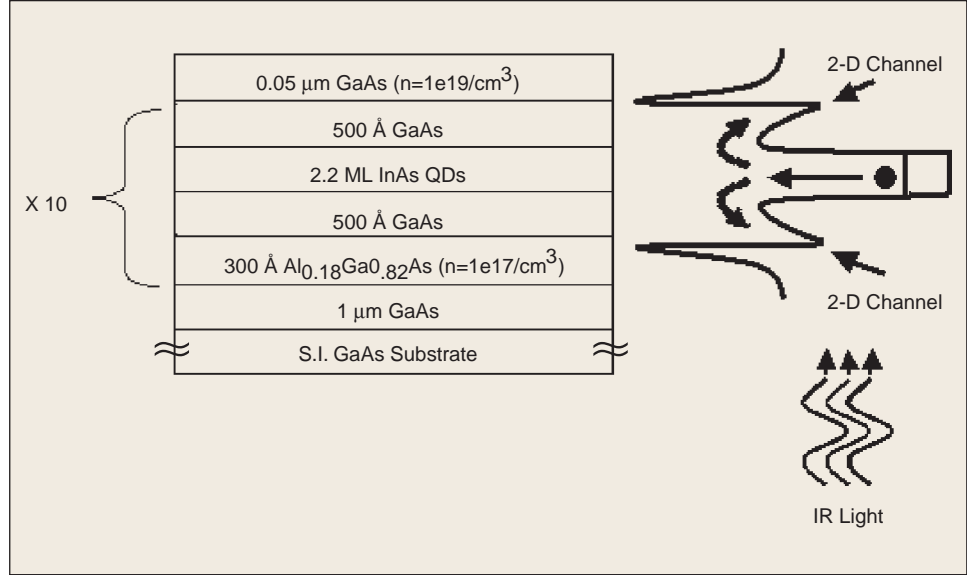 0.05 μm GaAs (n=1e19/cm³)
500 Å GaAs
2.2 ML InAs QDs
500 Å GaAs
300 Å Al₀.₁₈Ga0.₈₂As (n=1e17/cm³)
1 μm GaAs
S.I. GaAs Substrate
X 10
2-D Channel
2-D Channel
IR Light